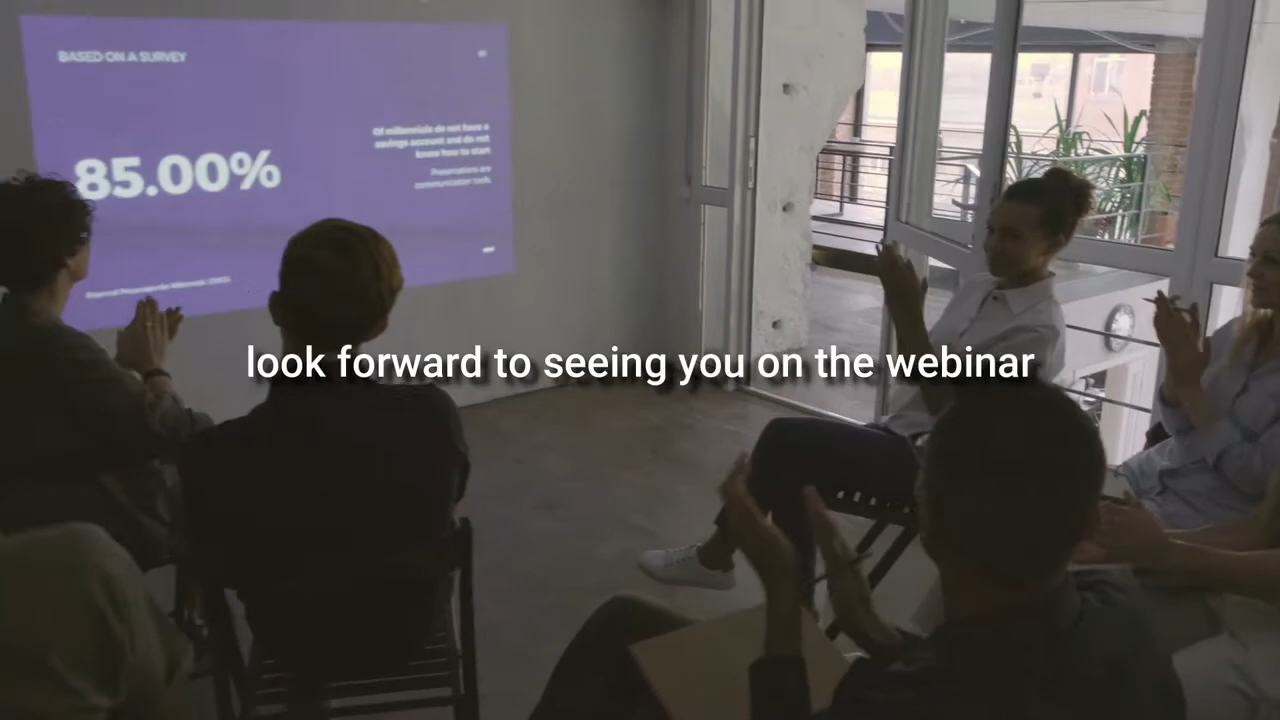 BASED ON A SURVEY
85.00%
Of millennials do not have a
savings account and do not
know how to start
Presentations are
communication tools
look forward to seeing you on the webinar